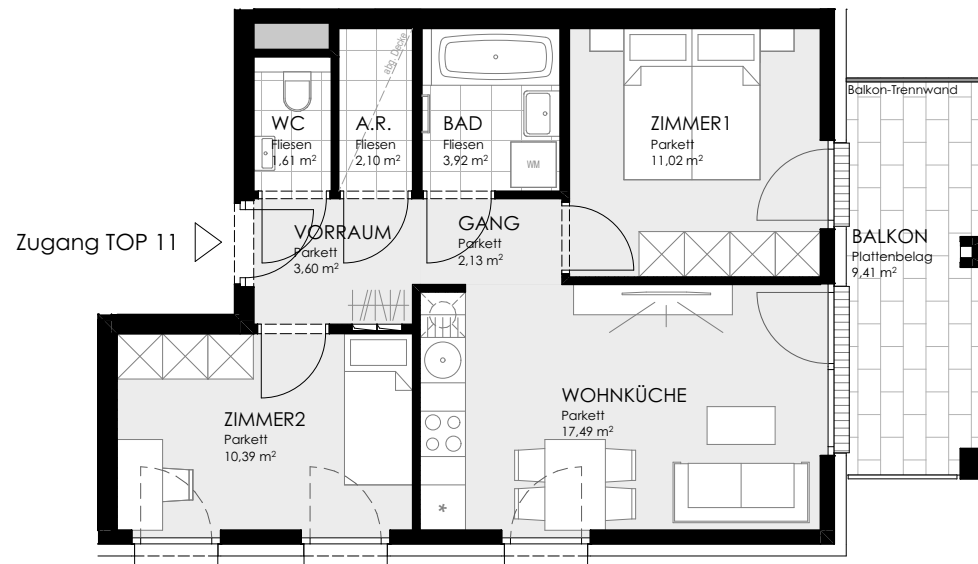 abg. Decke
WC
Fliesen
1,61 m²
A.R.
Fliesen
2,10 m²
BAD
Fliesen
3,92 m²
WM
ZIMMER1
Parkett
11,02 m²
Balkon-Trennwand
Zugang TOP 11
VORRAUM
Parkett
3,60 m²
GANG
Parkett
2,13 m²
BALKON
Plattenbelag
9,41 m²
ZIMMER2
Parkett
10,39 m²
WOHNKÜCHE
Parkett
17,49 m²